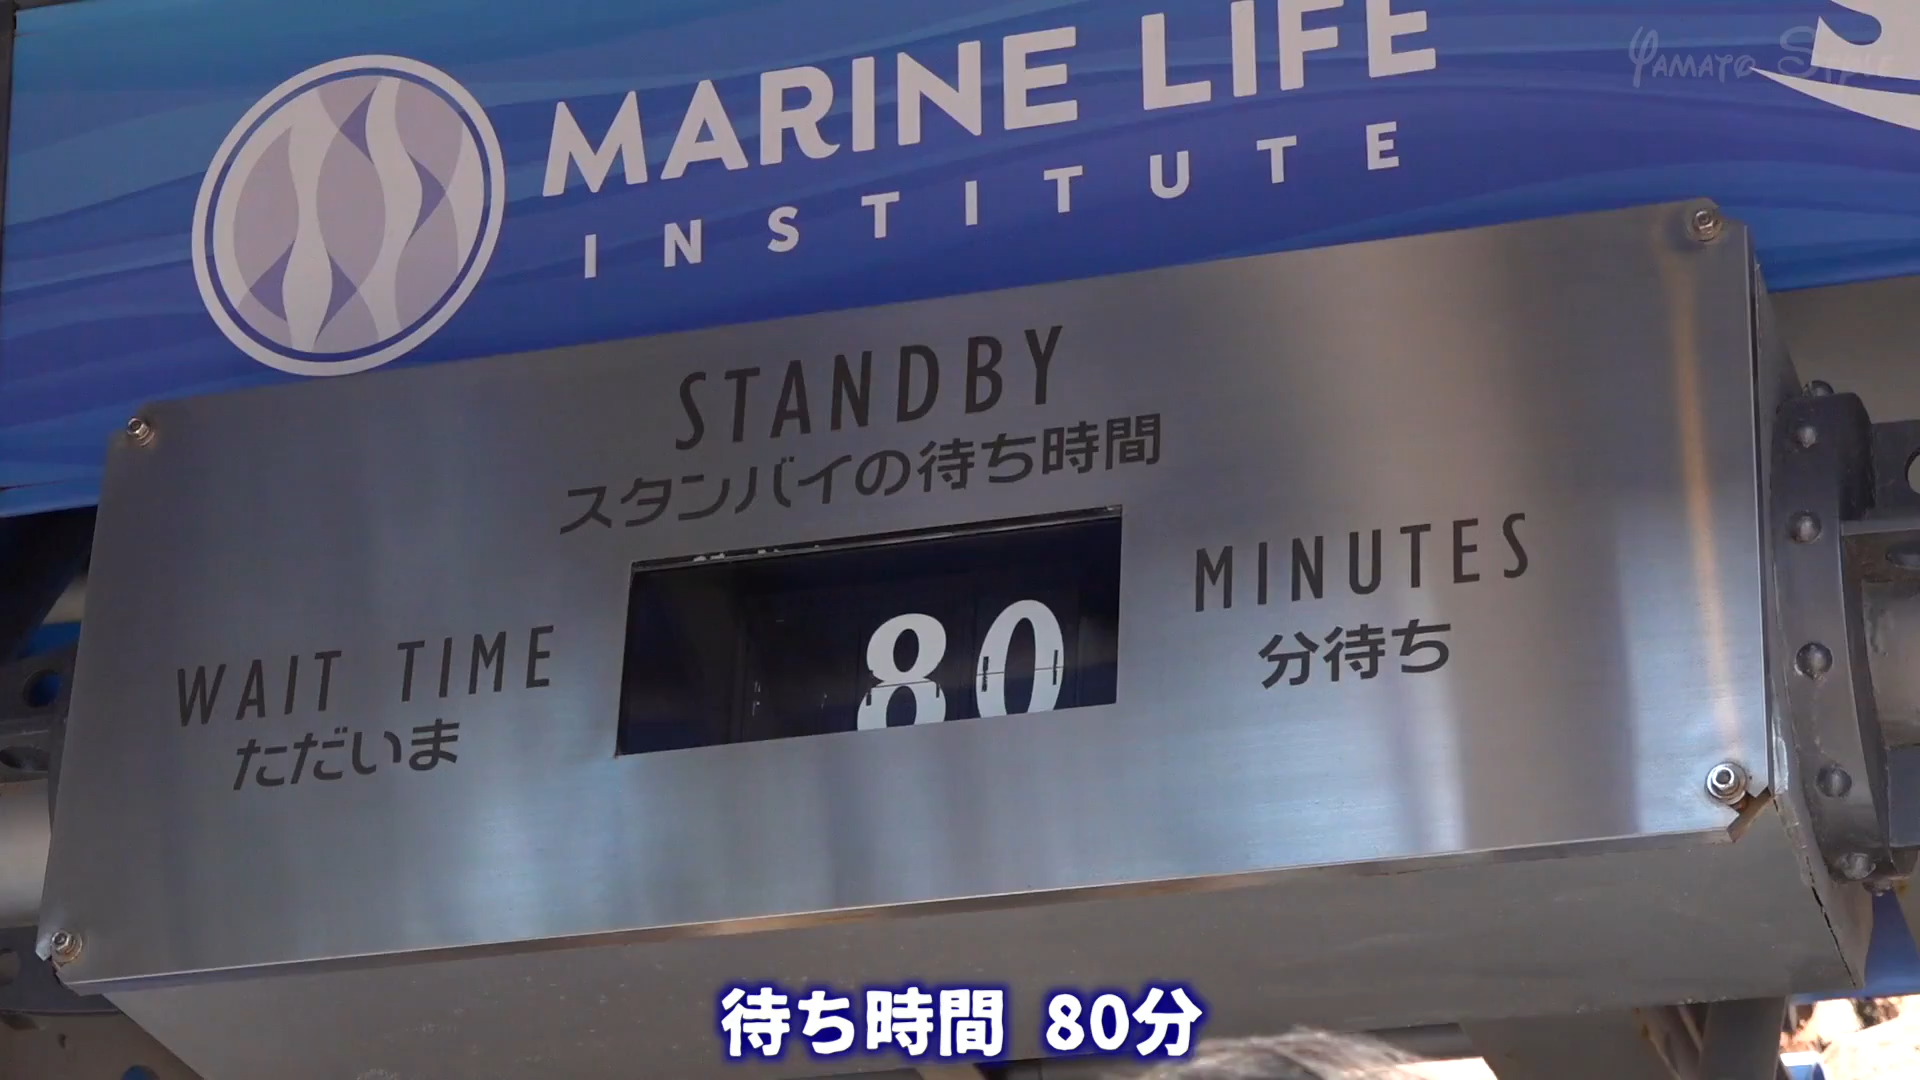 MARINE LIFE
INSTITUTE
YAMATO STYLE
STANDBY
スタンバイの待ち時間
WAIT TIME
ただいま
80
MINUTES
分待ち
待ち時間 80分